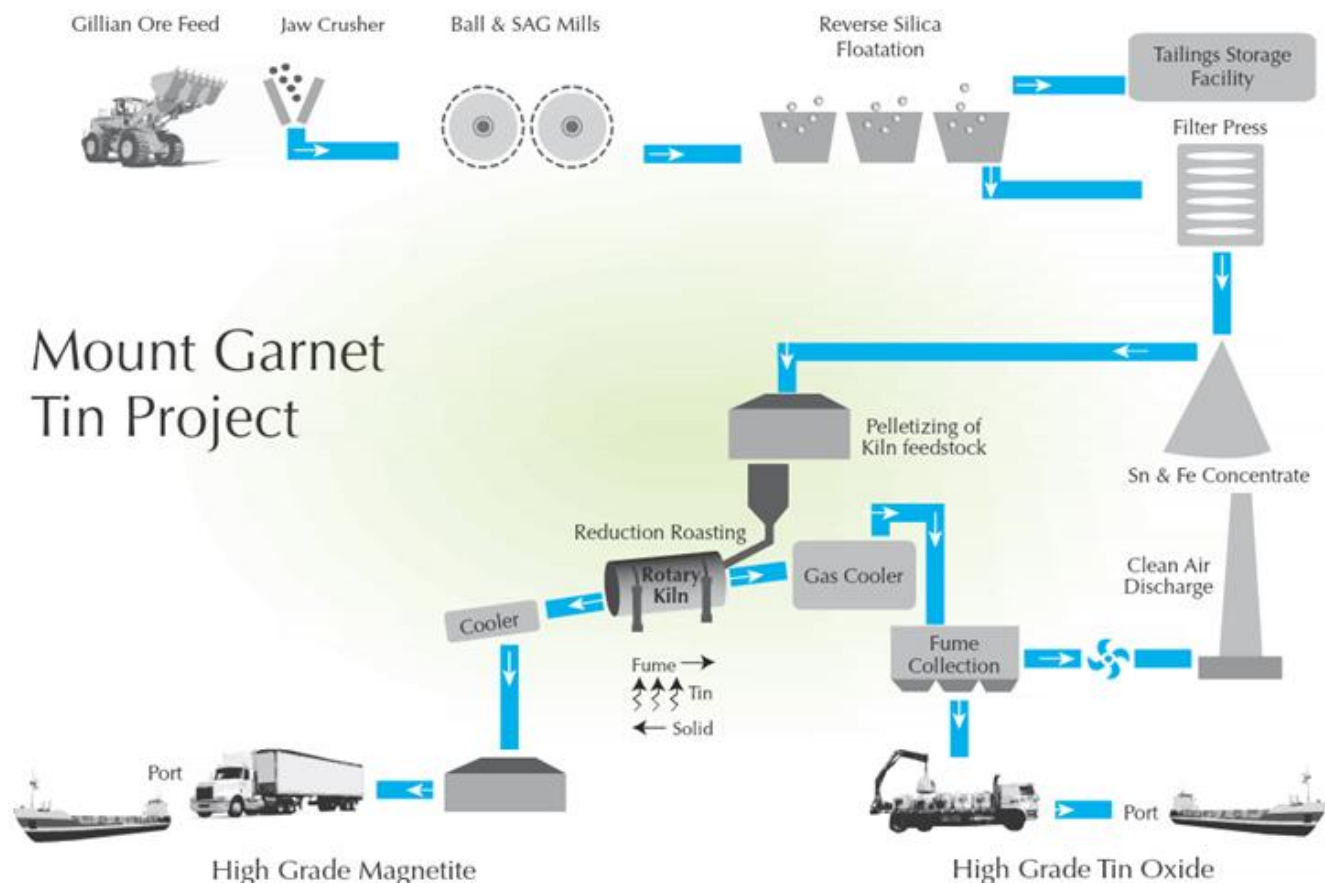 Gillian Ore Feed
Jaw Crusher
Ball & SAG Mills
Reverse Silica
Floatation
Tailings Storage
Facility
Filter Press
Mount Garnet
Tin Project
Pelletizing of
Kiln feedstock
Sn & Fe Concentrate
Reduction Roasting
Rotary
Kiln
Gas Cooler
Clean Air
Discharge
Cooler
Fume
Collection
Fume
Tin
Solid
Port
Port
High Grade Magnetite
High Grade Tin Oxide